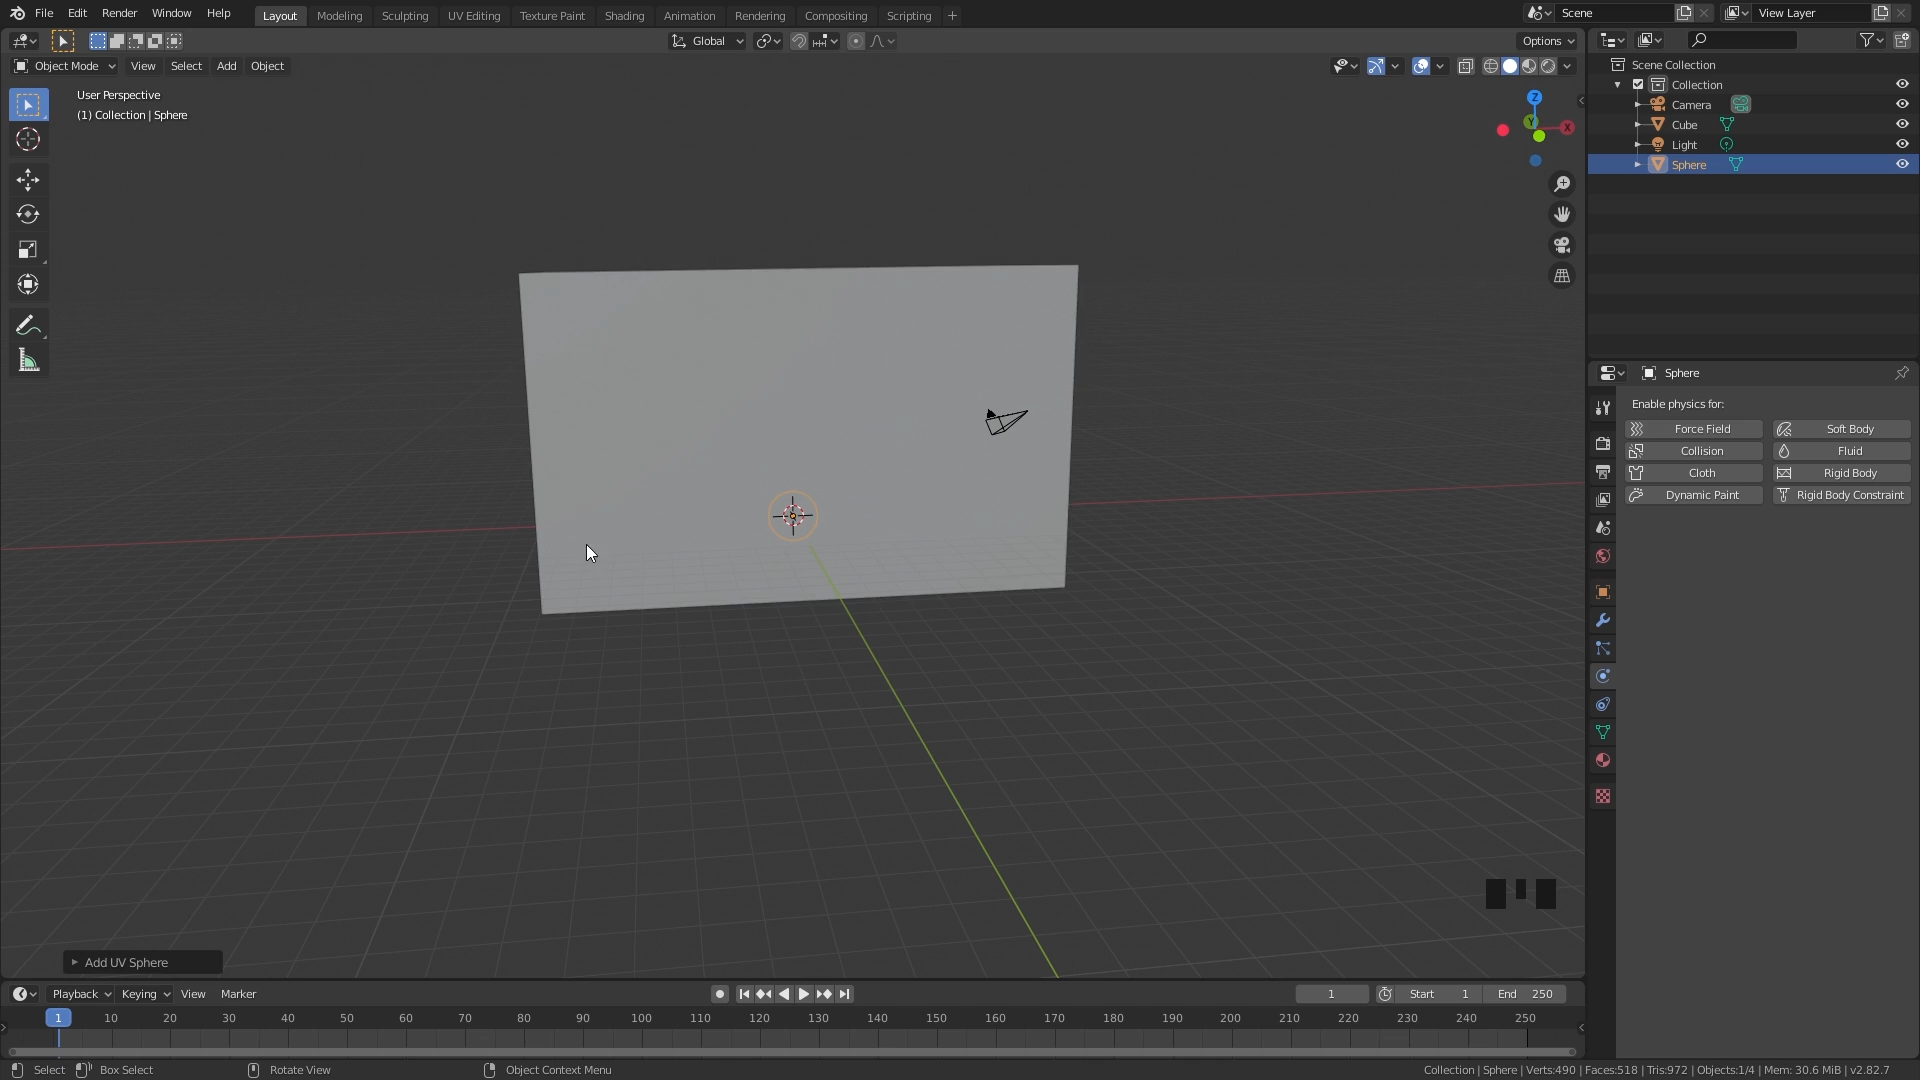 File Edit Render Window Help Layout Modeling Sculpting UV Editing Texture Paint Shading Animation Rendering Compositing Scripting + Scene View Layer
Global Options
Object Mode View Select Add Object
User Perspective
(1) Collection | Sphere
Z
Y
X
Scene Collection
Collection
Camera
Cube
Light
Sphere
Sphere
Enable physics for:
Force Field Soft Body
Collision Fluid
Cloth Rigid Body
Dynamic Paint Rigid Body Constraint
Add UV Sphere
Playback Keying View Marker 1 Start 1 End 250
1 10 20 30 40 50 60 70 80 90 100 110 120 130 140 150 160 170 180 190 200 210 220 230 240 250
Select Box Select Rotate View Object Context Menu Collection | Sphere | Verts:490 | Faces:518 | Tris:972 | Objects:1/4 | Mem: 30.6 MiB | v2.82.7